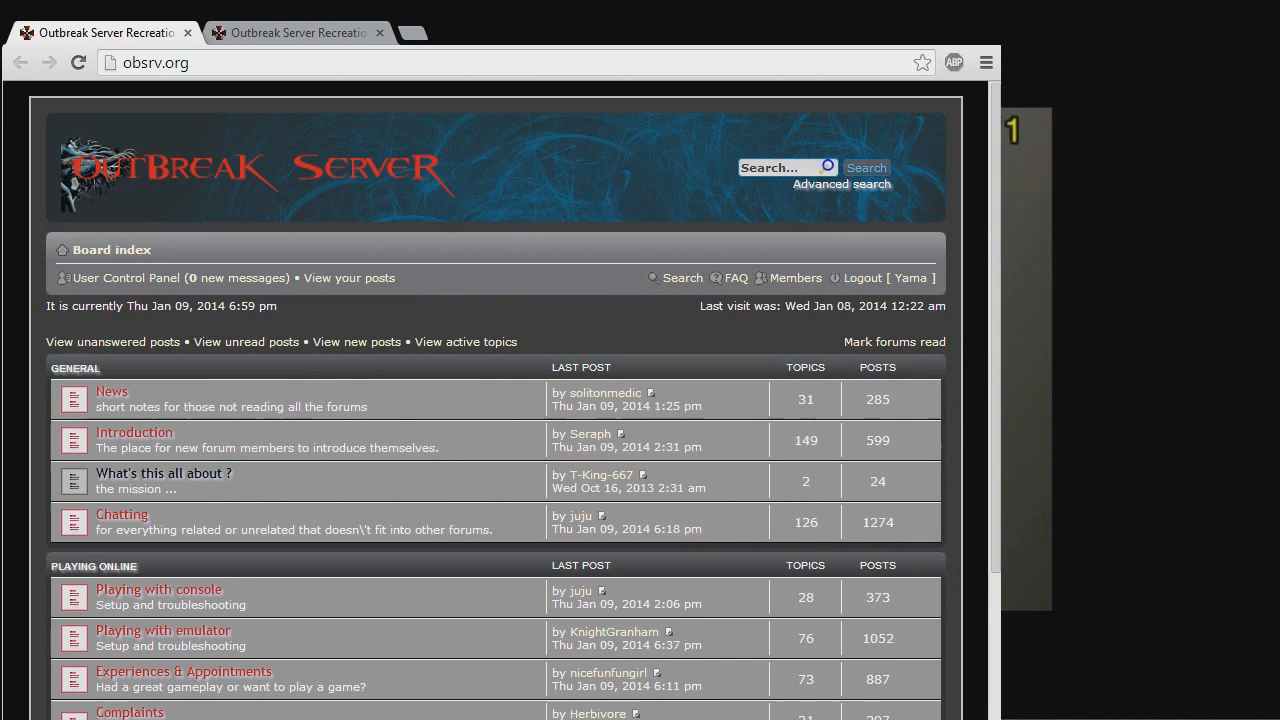 Outbreak Server Recreatio
Outbreak Server Recreatio
obsrv.org
ABP
1
OutBreak Server
Search...
Search
Advanced search
Board index
User Control Panel (0 new messages) • View your posts
Search FAQ Members Logout [ Yama ]
It is currently Thu Jan 09, 2014 6:59 pm
Last visit was: Wed Jan 08, 2014 12:22 am
View unanswered posts • View unread posts • View new posts • View active topics
Mark forums read
GENERAL LAST POST TOPICS POSTS
News
short notes for those not reading all the forums
by solitonmedic
Thu Jan 09, 2014 1:25 pm
31 285
Introduction
The place for new forum members to introduce themselves.
by Seraph
Thu Jan 09, 2014 2:31 pm
149 599
What's this all about ?
the mission ...
by T-King-667
Wed Oct 16, 2013 2:31 am
2 24
Chatting
for everything related or unrelated that doesn\'t fit into other forums.
by juju
Thu Jan 09, 2014 6:18 pm
126 1274
PLAYING ONLINE LAST POST TOPICS POSTS
Playing with console
Setup and troubleshooting
by juju
Thu Jan 09, 2014 2:06 pm
28 373
Playing with emulator
Setup and troubleshooting
by KnightGranham
Thu Jan 09, 2014 6:37 pm
76 1052
Experiences & Appointments
Had a great gameplay or want to play a game?
by nicefunfungirl
Thu Jan 09, 2014 6:11 pm
73 887
Complaints
by Herbivore